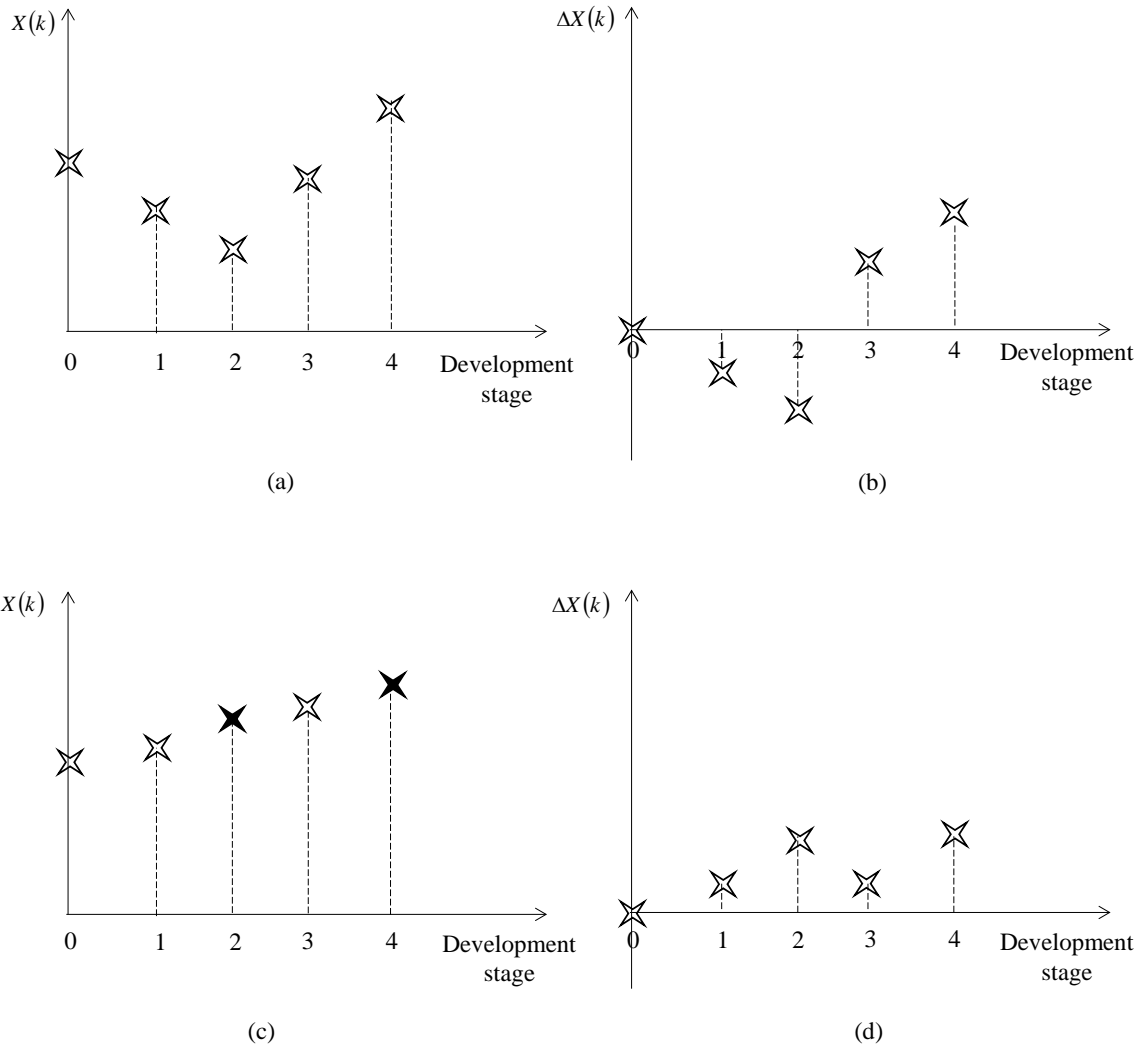 X(k)
0
1
2
3
4
Development
stage
(a)
ΔX(k)
0
1
2
3
4
Development
stage
(b)
X(k)
0
1
2
3
4
Development
stage
(c)
ΔX(k)
0
1
2
3
4
Development
stage
(d)